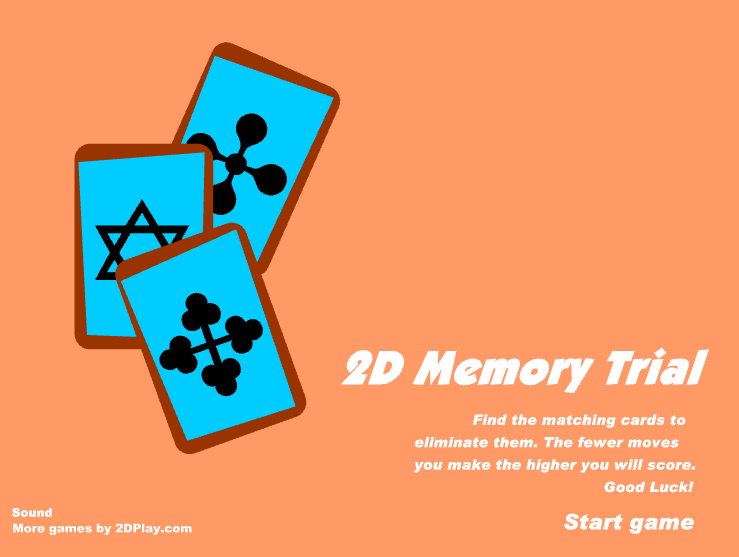 2D Memory Trial
Find the matching cards to
eliminate them. The fewer moves
you make the higher you will score.
Good Luck!
Start game
Sound
More games by 2DPlay.com